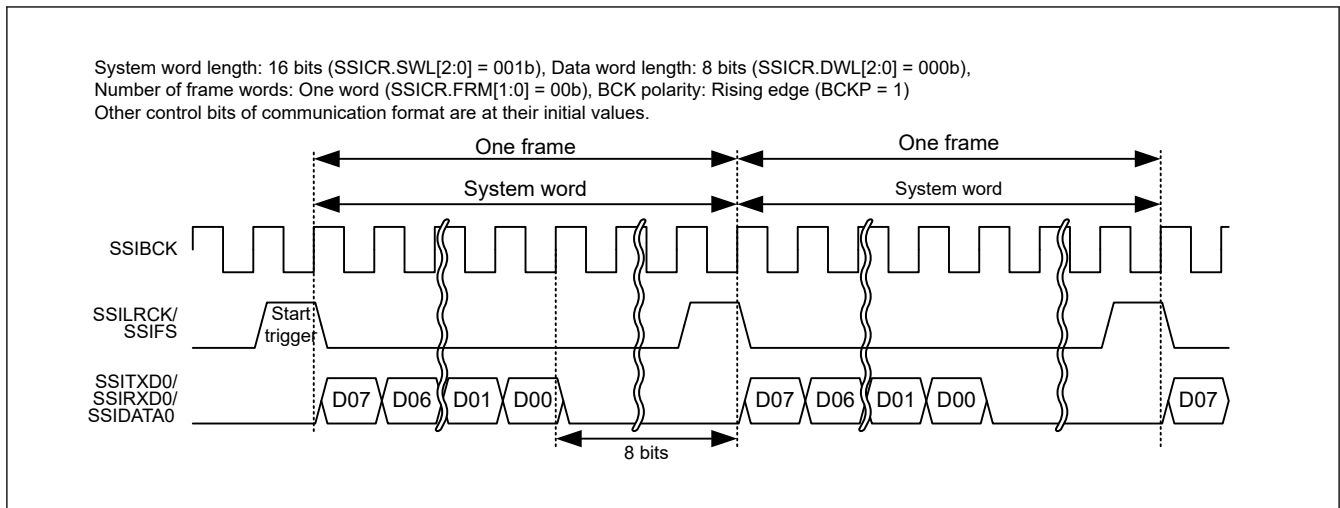 System word length: 16 bits (SSICR.SWL[2:0] = 001b), Data word length: 8 bits (SSICR.DWL[2:0] = 000b),
Number of frame words: One word (SSICR.FRM[1:0] = 00b), BCK polarity: Rising edge (BCKP = 1)
Other control bits of communication format are at their initial values.
One frame
One frame
System word
System word
SSIBCK
SSILRCK/
SSIFS
Start
trigger
SSITXD0/
SSIRXD0/
SSIDATA0
D07 D06 D01 D00 D07 D06 D01 D00 D07
8 bits